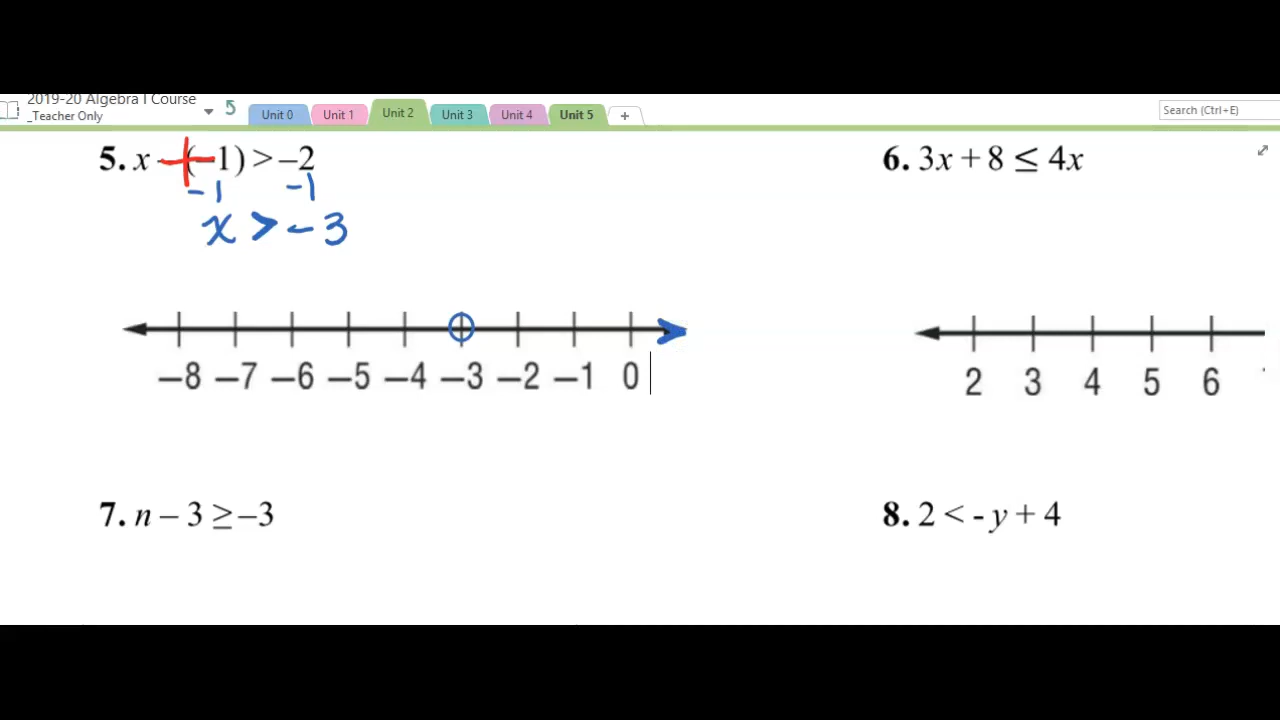 2019-20 Algebra I Course
_Teacher Only
Unit 0 Unit 1 Unit 2 Unit 3 Unit 4 Unit 5 +
Search (Ctrl+E)
5. x – (–1) > –2
-1 -1
x > -3
–8 –7 –6 –5 –4 –3 –2 –1 0
6. 3x + 8 ≤ 4x
2 3 4 5 6
7. n – 3 ≥ –3
8. 2 < - y + 4